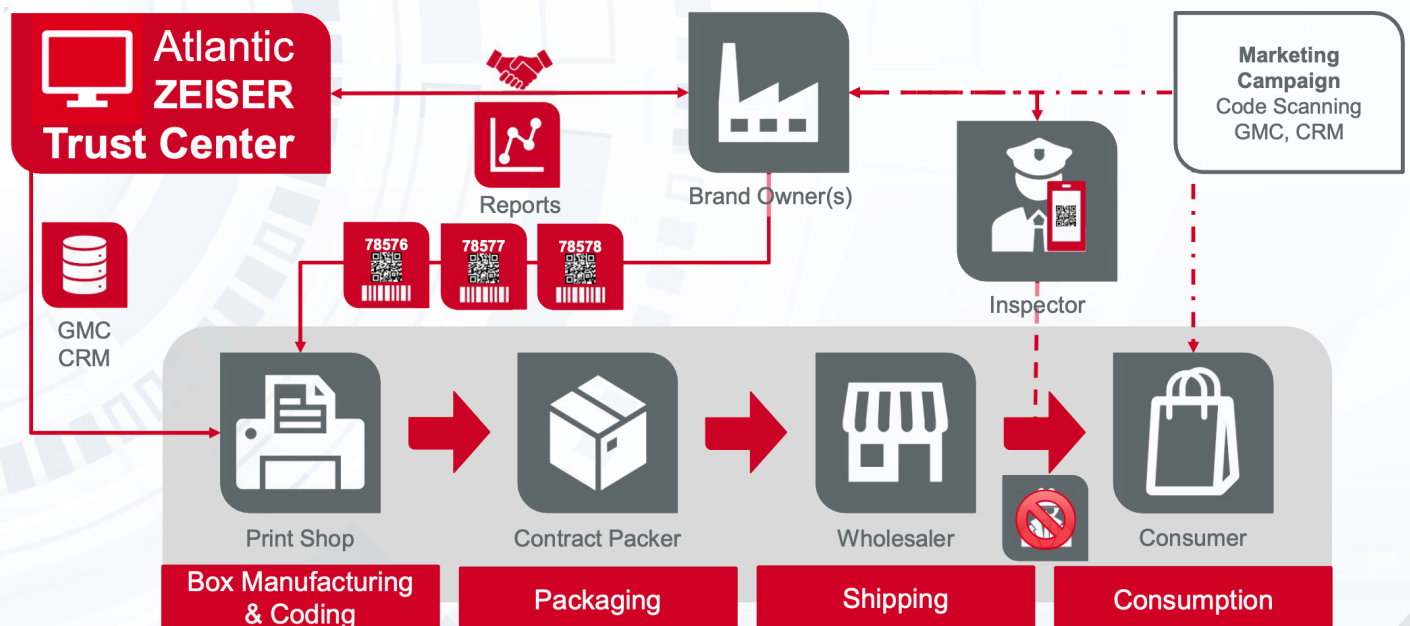 Atlantic
ZEISER
Trust Center
Marketing
Campaign
Code Scanning
GMC, CRM
Reports
Brand Owner(s)
78576
78577
78578
Inspector
GMC
CRM
Print Shop
Contract Packer
Wholesaler
Consumer
Box Manufacturing
& Coding
Packaging
Shipping
Consumption